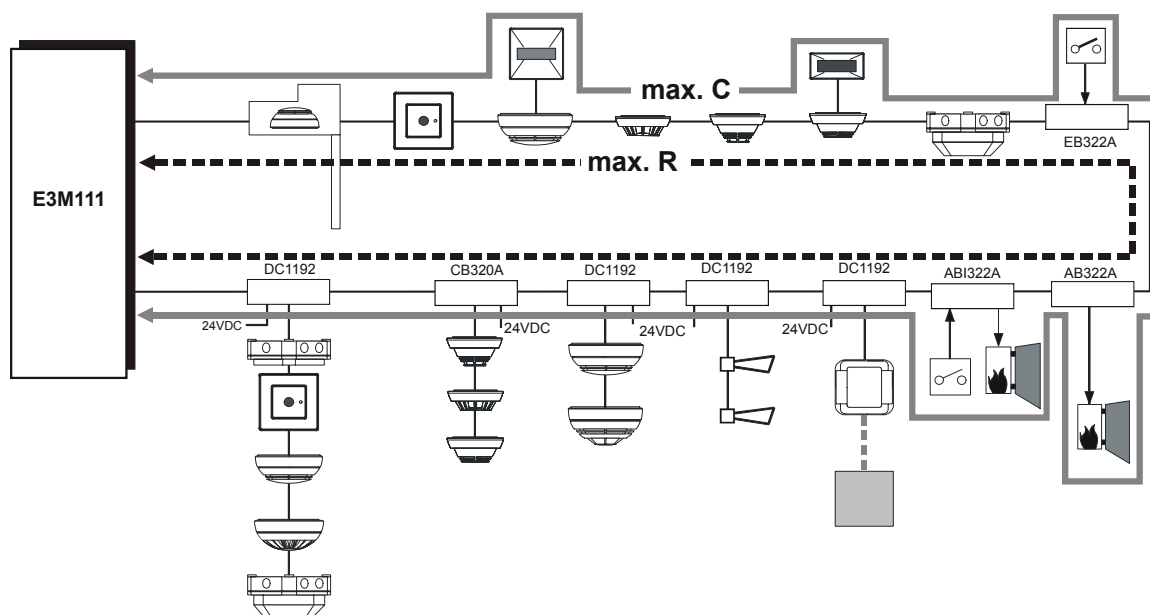 max. C
EB322A
max. R
E3M111
DC1192
CB320A
DC1192
DC1192
DC1192
ABI322A
AB322A
24VDC
24VDC
24VDC
24VDC